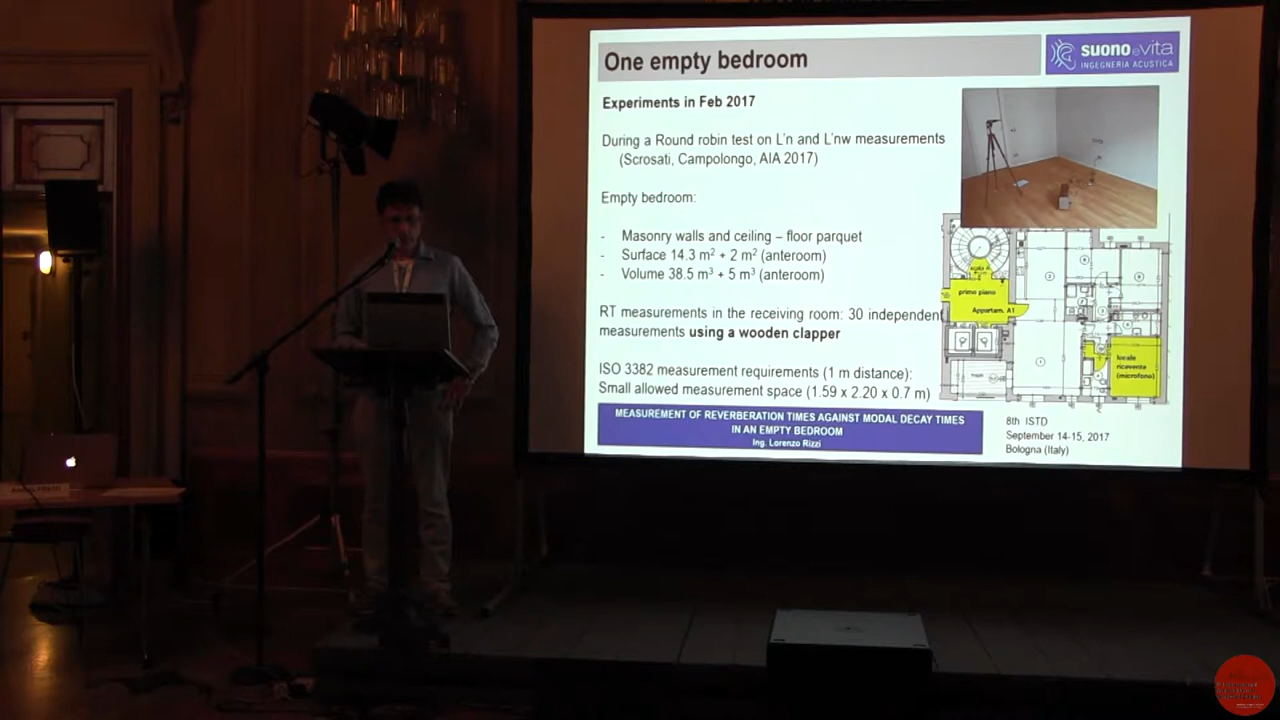 One empty bedroom
suonoevita
INGEGNERIA ACUSTICA
Experiments in Feb 2017
During a Round robin test on L'n and L'nw measurements
(Scrosati, Campolongo, AIA 2017)
Empty bedroom:
- Masonry walls and ceiling – floor parquet
- Surface 14.3 m² + 2 m² (anteroom)
- Volume 38.5 m³ + 5 m³ (anteroom)
RT measurements in the receiving room: 30 independent
measurements using a wooden clapper
ISO 3382 measurement requirements (1 m distance):
Small allowed measurement space (1.59 x 2.20 x 0.7 m)
scala A
primo piano
Appartam. A1
locale
ricevente
(microfono)
MEASUREMENT OF REVERBERATION TIMES AGAINST MODAL DECAY TIMES
IN AN EMPTY BEDROOM
Ing. Lorenzo Rizzi
8th ISTD
September 14-15, 2017
Bologna (Italy)